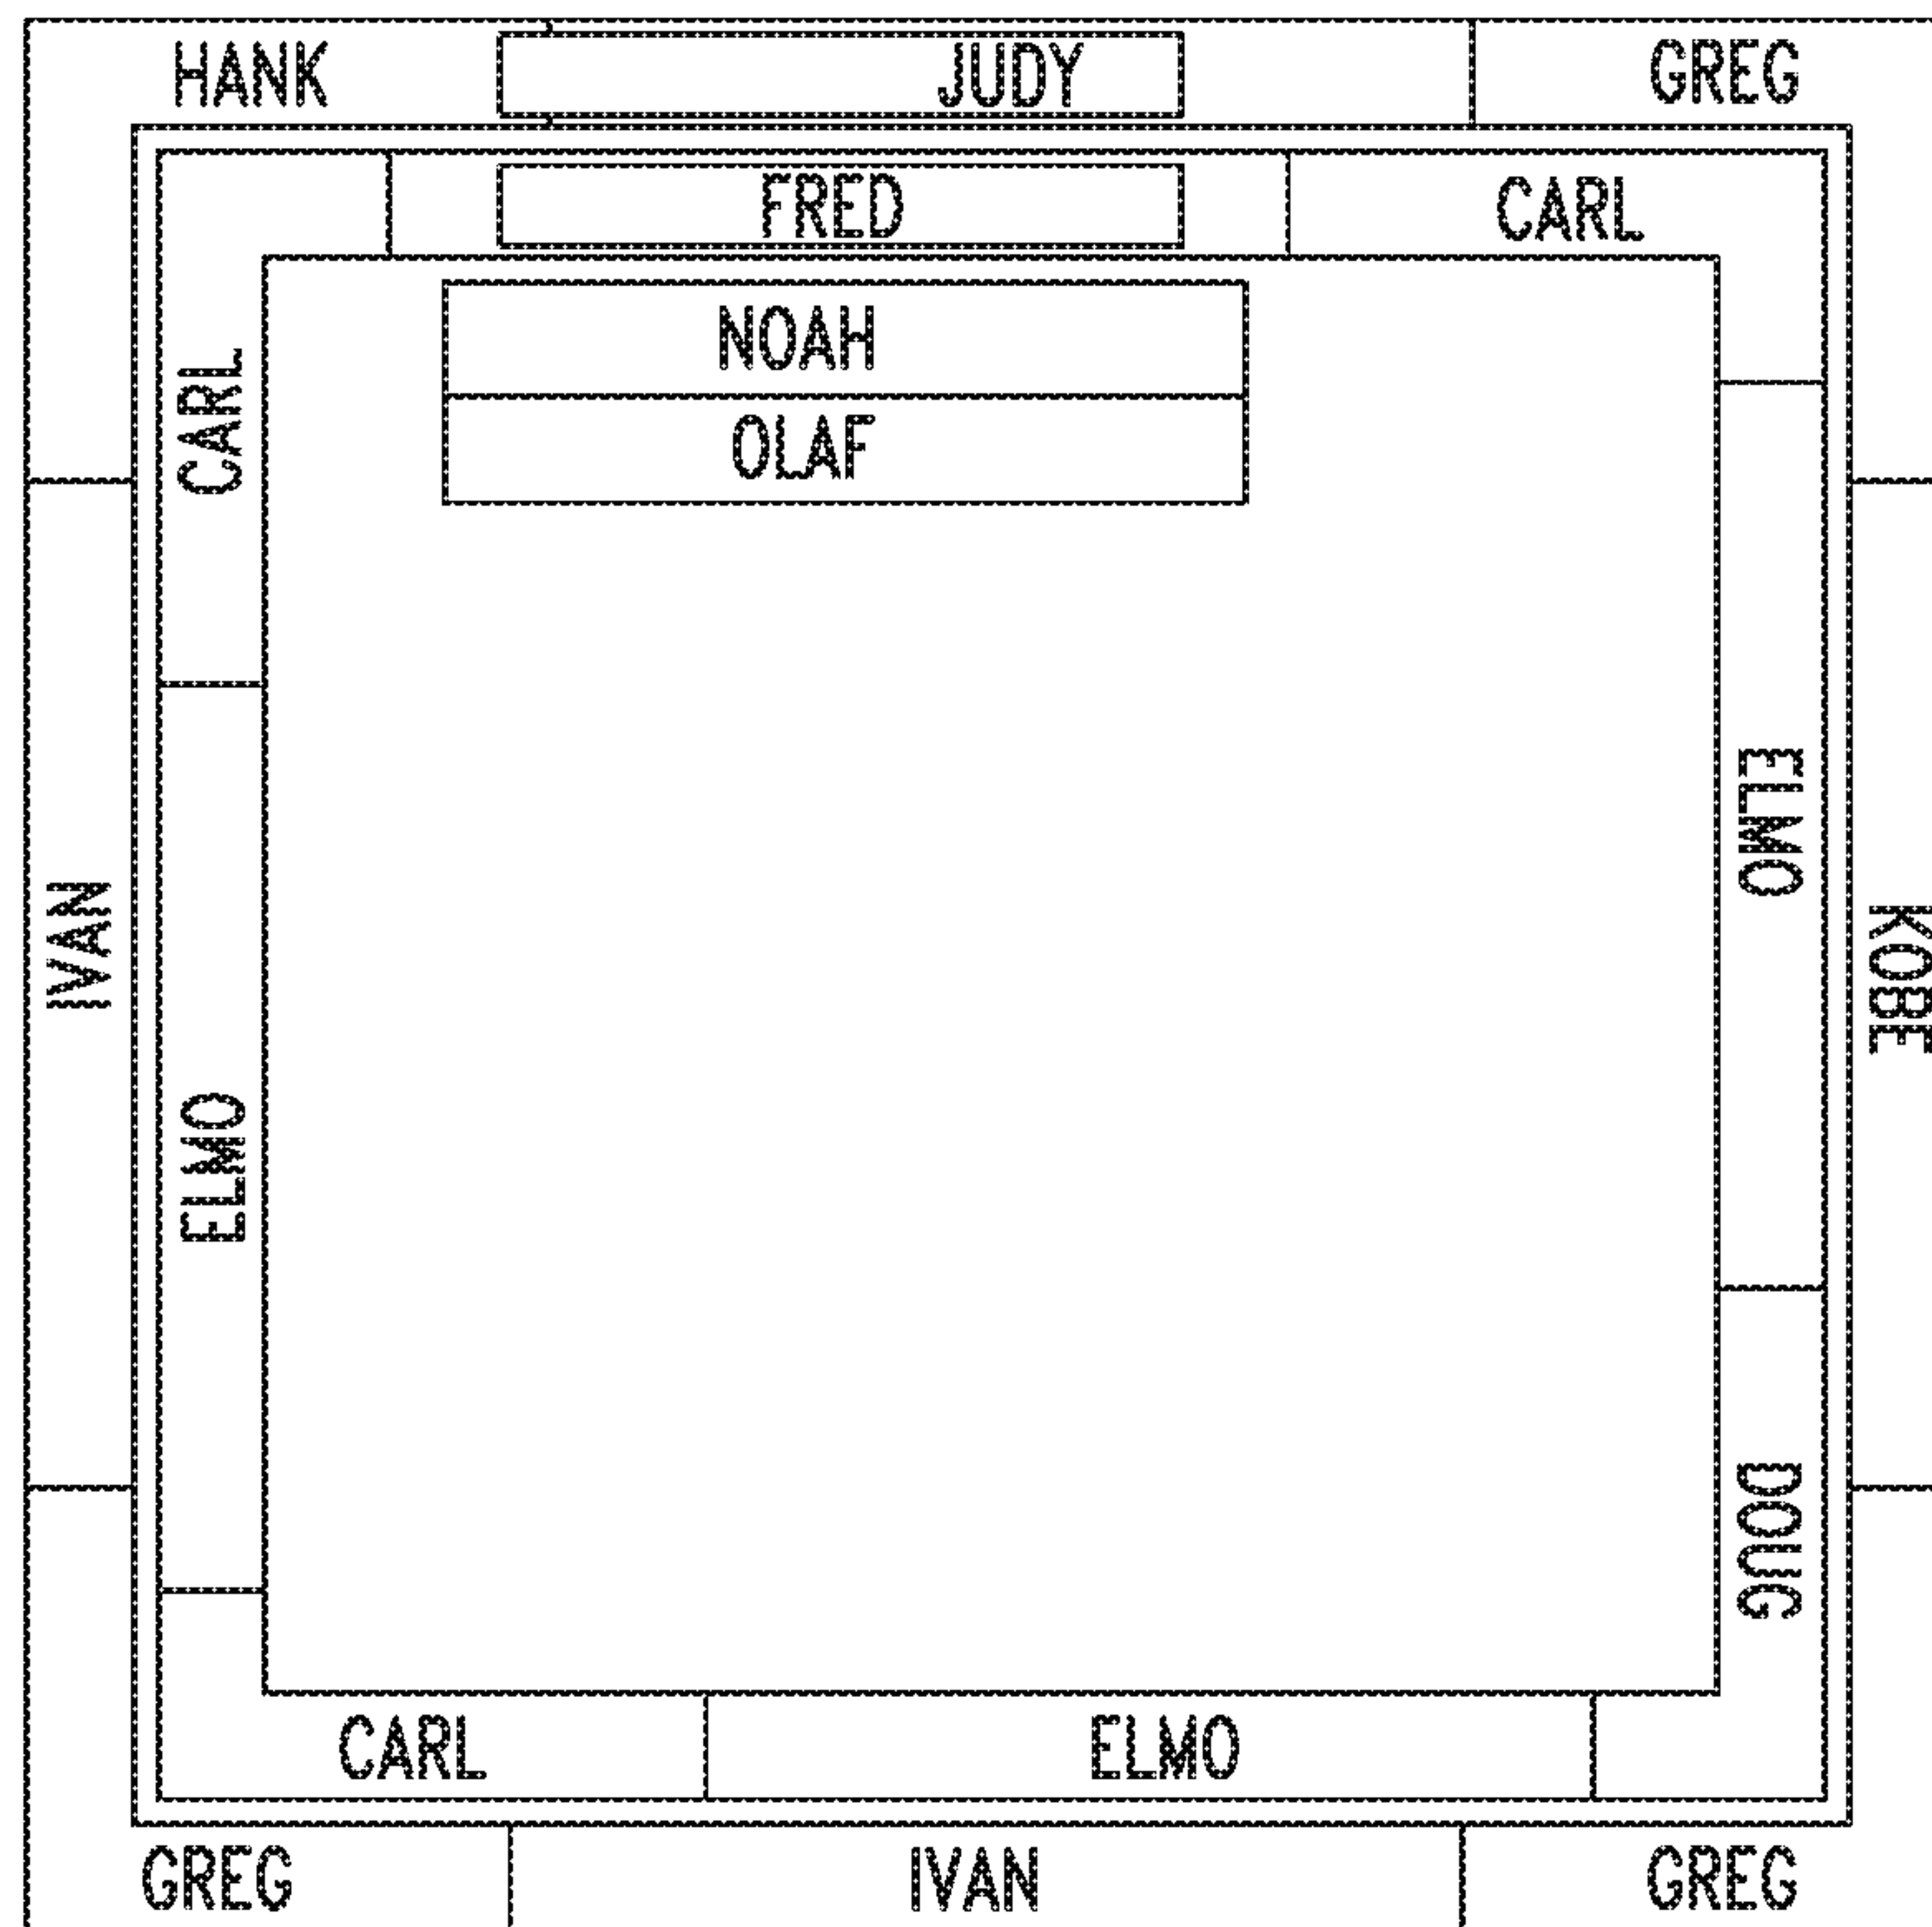 HANK JUDY GREG
FRED CARL
NOAH
CARL
OLAF
ELMO
IVAN
KOBE
ELMO
DOUG
CARL ELMO
GREG IVAN GREG